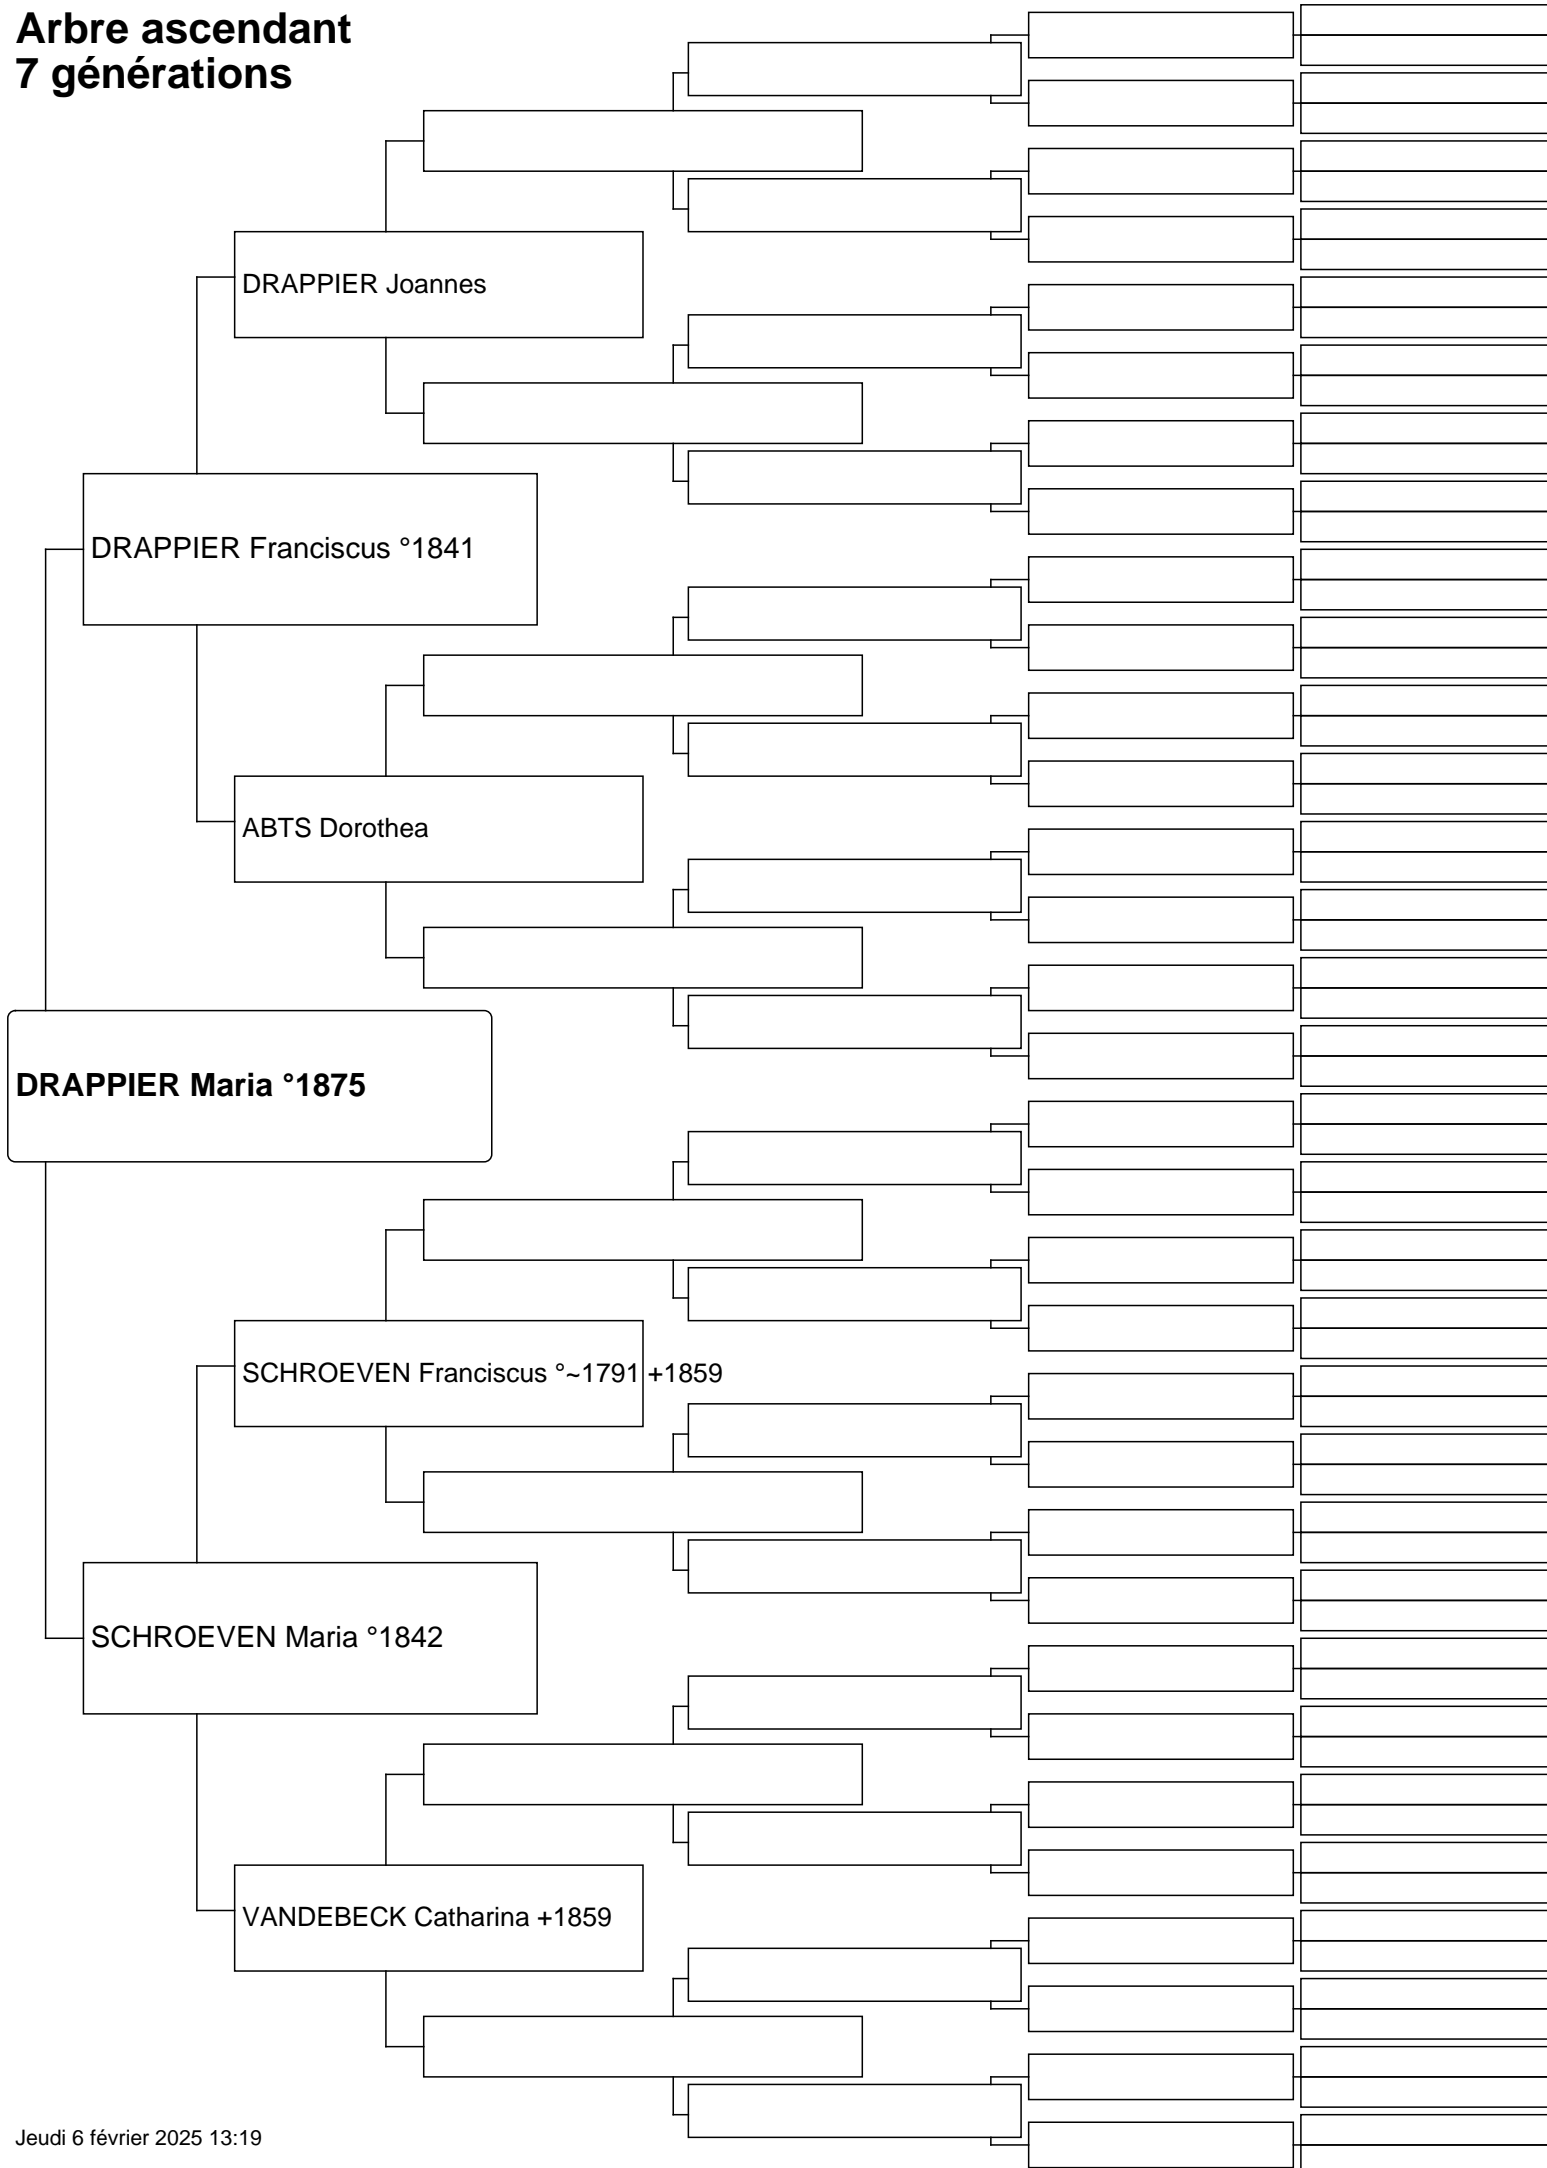 Arbre ascendant
7 générations
DRAPPIER Joannes
DRAPPIER Franciscus °1841
ABTS Dorothea
DRAPPIER Maria °1875
SCHROEVEN Franciscus °~1791 +1859
SCHROEVEN Maria °1842
VANDEBECK Catharina +1859
Jeudi 6 février 2025 13:19